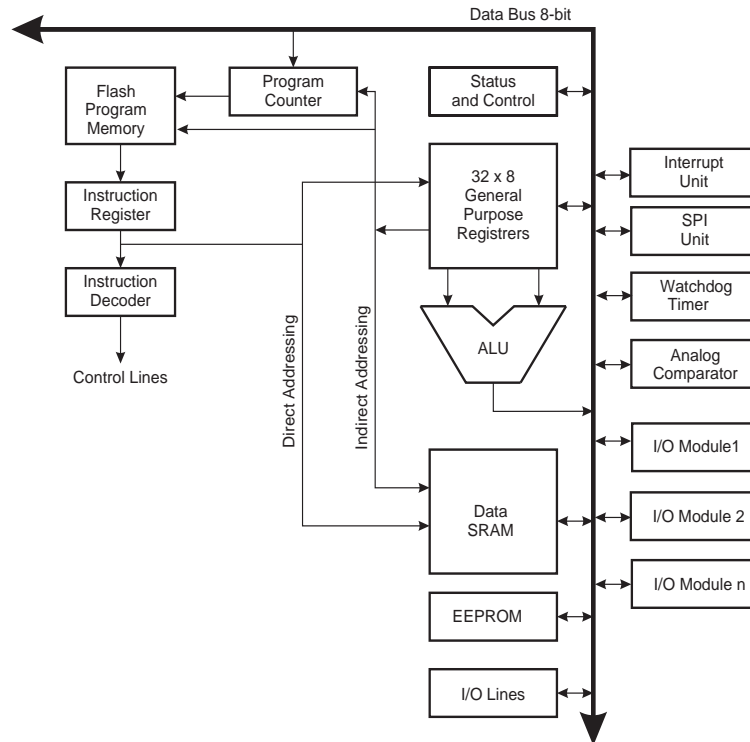 Data Bus 8-bit
Flash
Program
Memory
Program
Counter
Status
and Control
Interrupt
Unit
32 x 8
General
Purpose
Registrers
Instruction
Register
SPI
Unit
Instruction
Decoder
Watchdog
Timer
Direct Addressing
Indirect Addressing
ALU
Analog
Comparator
Control Lines
I/O Module1
Data
SRAM
I/O Module 2
I/O Module n
EEPROM
I/O Lines